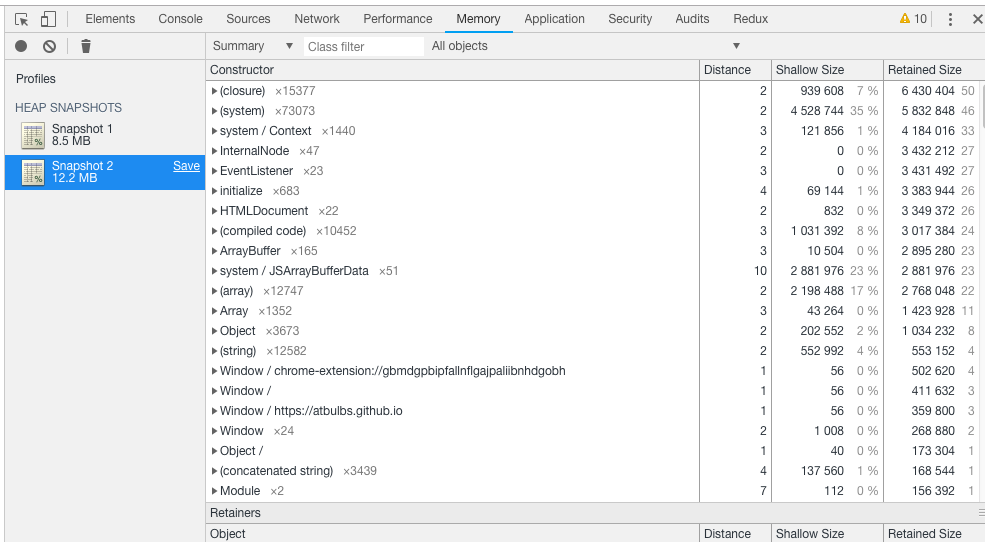 Elements Console Sources Network Performance Memory Application Security Audits Redux 10
Summary Class filter All objects
Profiles
HEAP SNAPSHOTS
Snapshot 1
8.5 MB
Snapshot 2 Save
12.2 MB
Constructor Distance Shallow Size Retained Size
(closure) ×15377 2 939 608 7 % 6 430 404 50
(system) ×73073 2 4 528 744 35 % 5 832 848 46
system / Context ×1440 3 121 856 1 % 4 184 016 33
InternalNode ×47 2 0 0 % 3 432 212 27
EventListener ×23 3 0 0 % 3 431 492 27
initialize ×683 4 69 144 1 % 3 383 944 26
HTMLDocument ×22 2 832 0 % 3 349 372 26
(compiled code) ×10452 3 1 031 392 8 % 3 017 384 24
ArrayBuffer ×165 3 10 504 0 % 2 895 280 23
system / JSArrayBufferData ×51 10 2 881 976 23 % 2 881 976 23
(array) ×12747 2 2 198 488 17 % 2 768 048 22
Array ×1352 3 43 264 0 % 1 423 928 11
Object ×3673 2 202 552 2 % 1 034 232 8
(string) ×12582 2 552 992 4 % 553 152 4
Window / chrome-extension://gbmdgpbipfallnflgajpaliibnhdgobh 1 56 0 % 502 620 4
Window / 1 56 0 % 411 632 3
Window / https://atbulbs.github.io 1 56 0 % 359 800 3
Window ×24 2 1 008 0 % 268 880 2
Object / 1 40 0 % 173 304 1
(concatenated string) ×3439 4 137 560 1 % 168 544 1
Module ×2 7 112 0 % 156 392 1
Retainers
Object Distance Shallow Size Retained Size